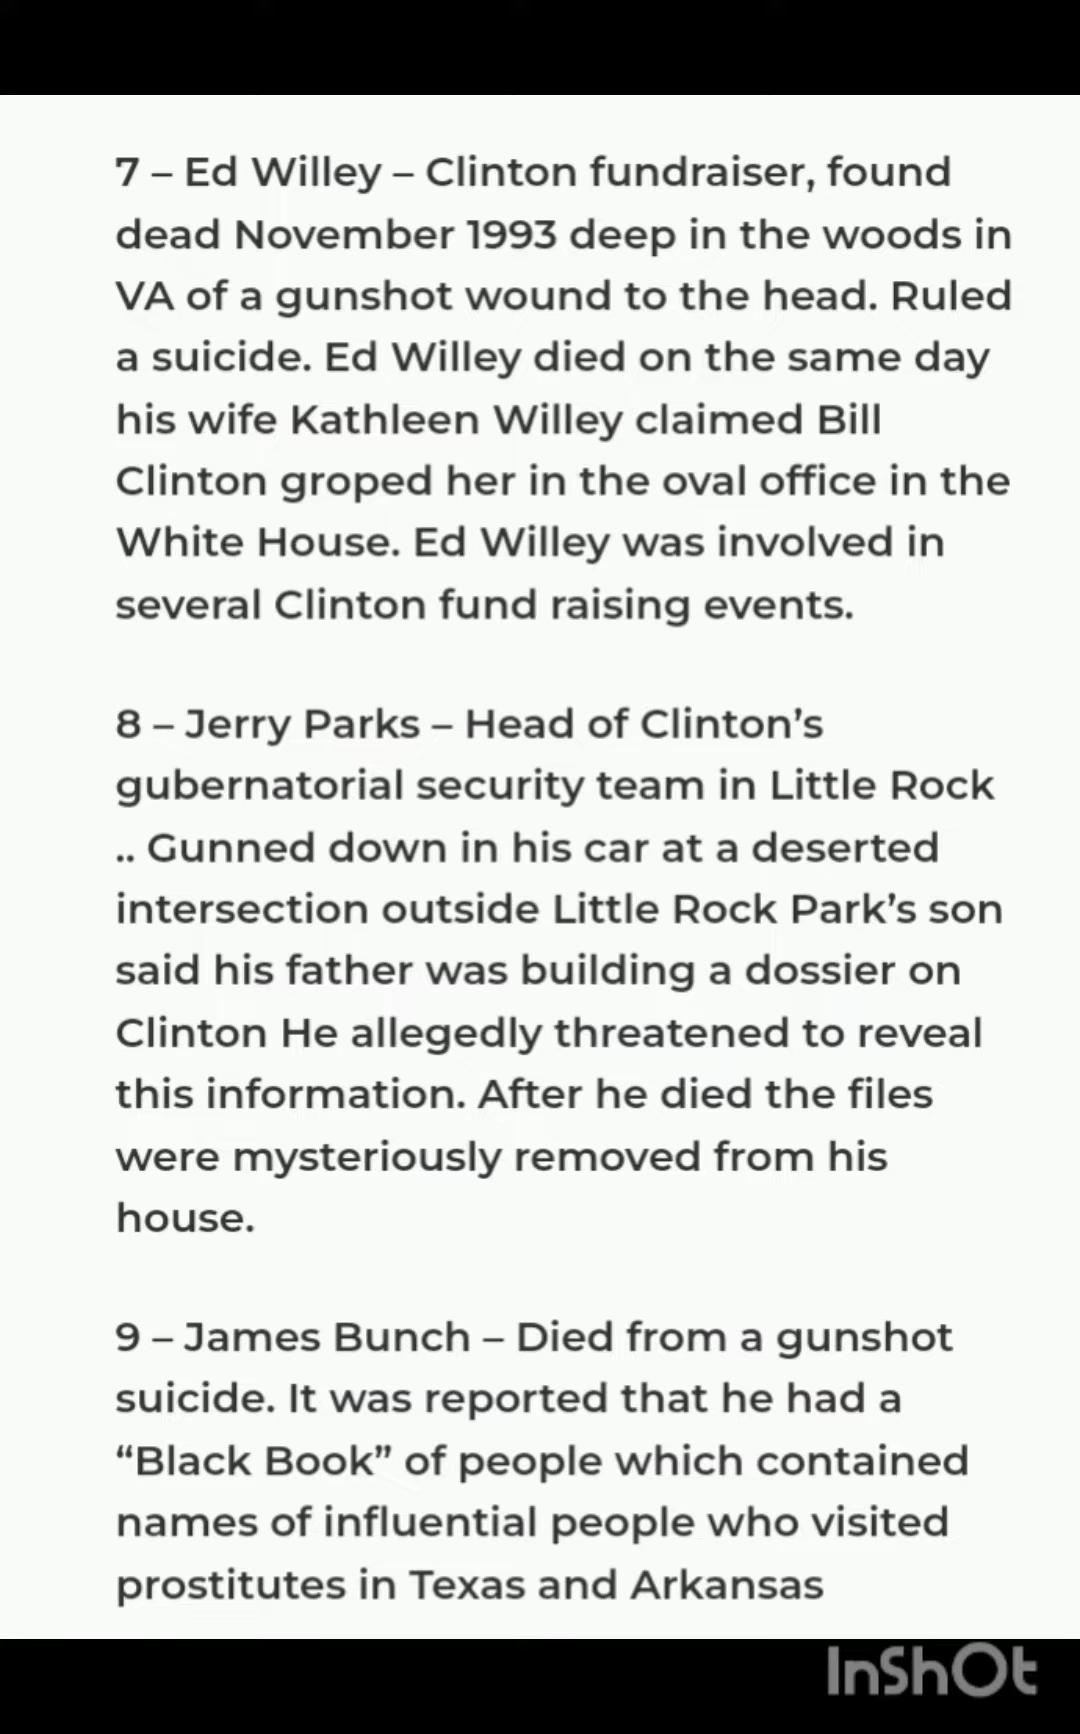 7 – Ed Willey – Clinton fundraiser, found
dead November 1993 deep in the woods in
VA of a gunshot wound to the head. Ruled
a suicide. Ed Willey died on the same day
his wife Kathleen Willey claimed Bill
Clinton groped her in the oval office in the
White House. Ed Willey was involved in
several Clinton fund raising events.
8 – Jerry Parks – Head of Clinton’s
gubernatorial security team in Little Rock
.. Gunned down in his car at a deserted
intersection outside Little Rock Park’s son
said his father was building a dossier on
Clinton He allegedly threatened to reveal
this information. After he died the files
were mysteriously removed from his
house.
9 – James Bunch – Died from a gunshot
suicide. It was reported that he had a
“Black Book” of people which contained
names of influential people who visited
prostitutes in Texas and Arkansas
InShOt